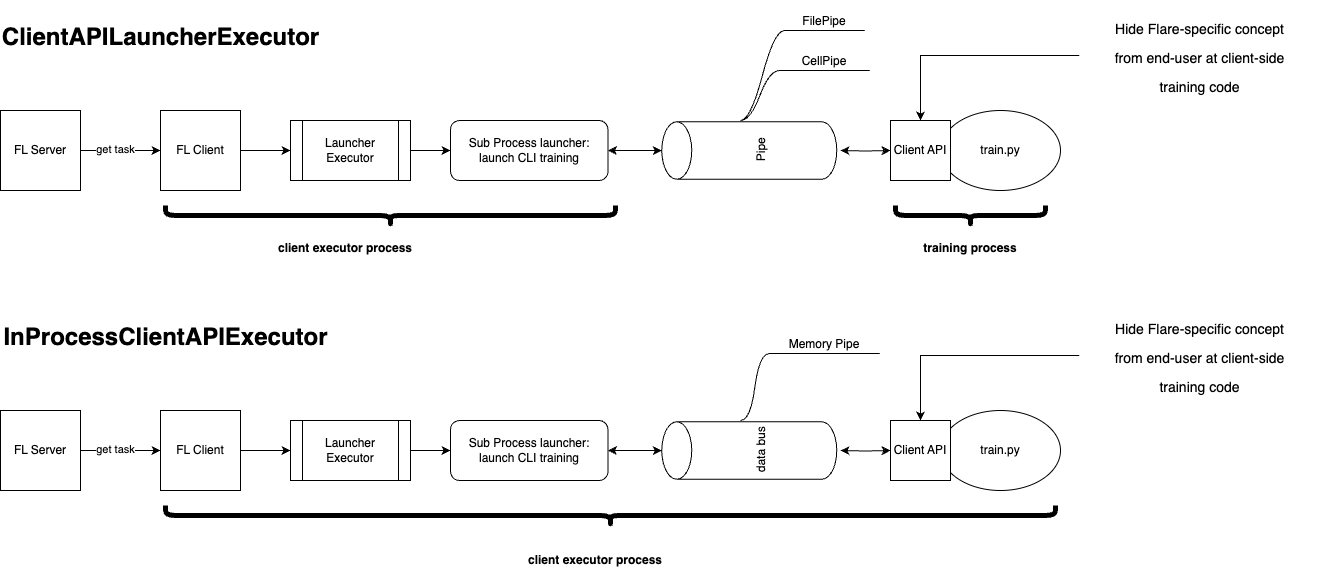 ClientAPILauncherExecutor
FilePipe
CellPipe
Hide Flare-specific concept
from end-user at client-side
training code
FL Server
get task
FL Client
Launcher
Executor
Sub Process launcher:
launch CLI training
Pipe
Client API
train.py
client executor process
training process
InProcessClientAPIExecutor
Memory Pipe
Hide Flare-specific concept
from end-user at client-side
training code
FL Server
get task
FL Client
Launcher
Executor
Sub Process launcher:
launch CLI training
data bus
Client API
train.py
client executor process